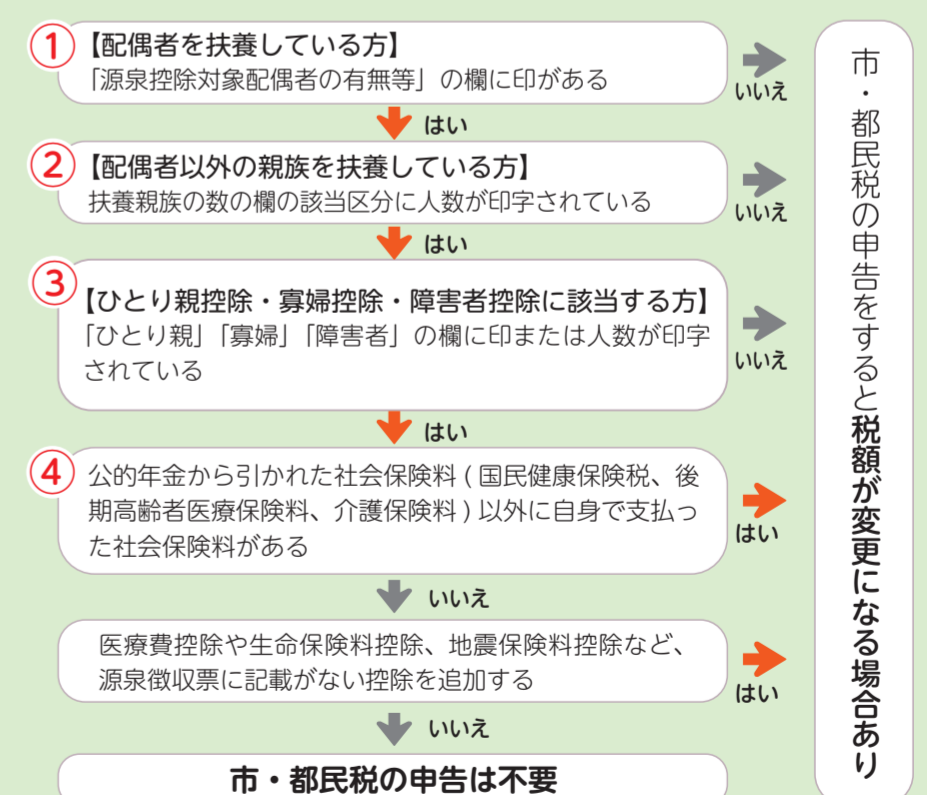 ①【配偶者を扶養している方】
「源泉控除対象配偶者の有無等」の欄に印がある
いいえ
はい
②【配偶者以外の親族を扶養している方】
扶養親族の数の欄の該当区分に人数が印字されている
いいえ
はい
③【ひとり親控除・寡婦控除・障害者控除に該当する方】
「ひとり親」「寡婦」「障害者」の欄に印または人数が印字
されている
いいえ
はい
④公的年金から引かれた社会保険料(国民健康保険税、後
期高齢者医療保険料、介護保険料)以外に自身で支払っ
た社会保険料がある
はい
いいえ
医療費控除や生命保険料控除、地震保険料控除など、
源泉徴収票に記載がない控除を追加する
はい
いいえ
市・都民税の申告は不要
市・都民税の申告をすると税額が変更になる場合あり